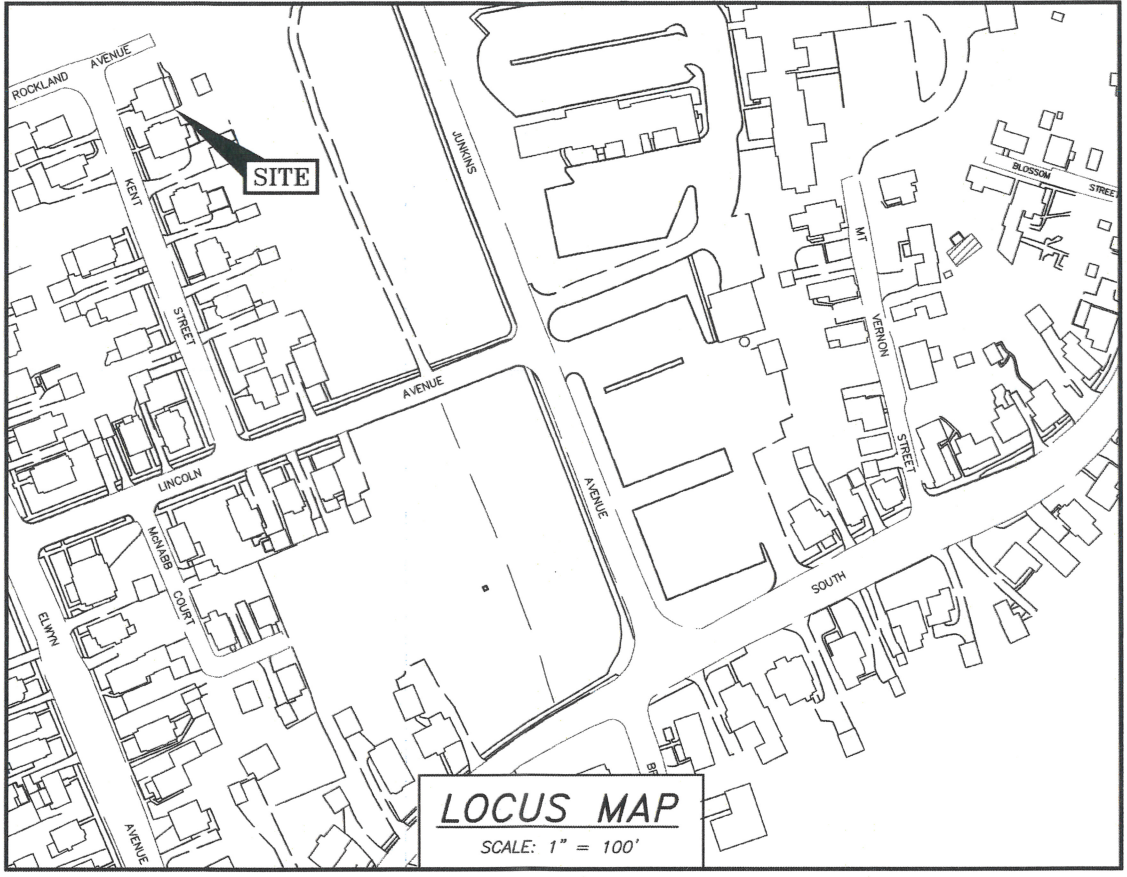 ROCKLAND AVENUE
KENT
STREET
SITE
JUNKINS
AVENUE
LINCOLN
AVENUE
McNABB
COURT
ELWYN
AVENUE
MT
VERNON
STREET
BLOSSOM
STREET
SOUTH
BR
LOCUS MAP
SCALE: 1" = 100'